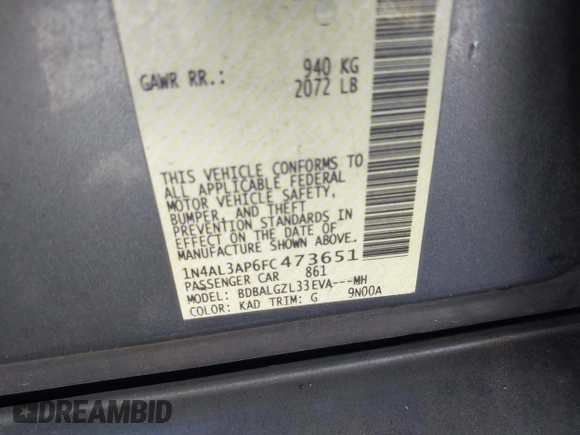 GAWR RR.: 940 KG
2072 LB
THIS VEHICLE CONFORMS TO
ALL APPLICABLE FEDERAL
MOTOR VEHICLE SAFETY,
BUMPER, AND THEFT
PREVENTION STANDARDS IN
EFFECT ON THE DATE OF
MANUFACTURE SHOWN ABOVE.
1N4AL3AP6FC473651
PASSENGER CAR 861
MODEL: BDBALGZL33EVA---MH
COLOR: KAD TRIM: G 9N00A
DREAMBID